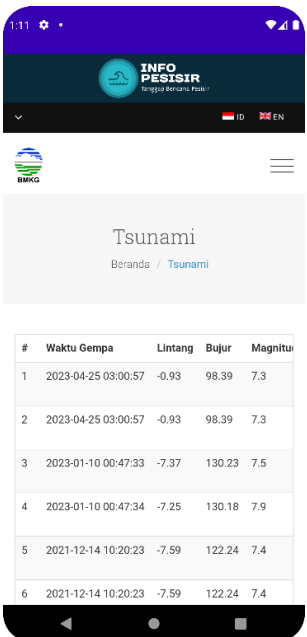 1:11
INFO
PESISIR
Tanggap Bencana Pesisir
ID EN
BMKG
Tsunami
Beranda / Tsunami
# Waktu Gempa Lintang Bujur Magnitu
1 2023-04-25 03:00:57 -0.93 98.39 7.3
2 2023-04-25 03:00:57 -0.93 98.39 7.3
3 2023-01-10 00:47:33 -7.37 130.23 7.5
4 2023-01-10 00:47:34 -7.25 130.18 7.9
5 2021-12-14 10:20:23 -7.59 122.24 7.4
6 2021-12-14 10:20:23 -7.59 122.24 7.4